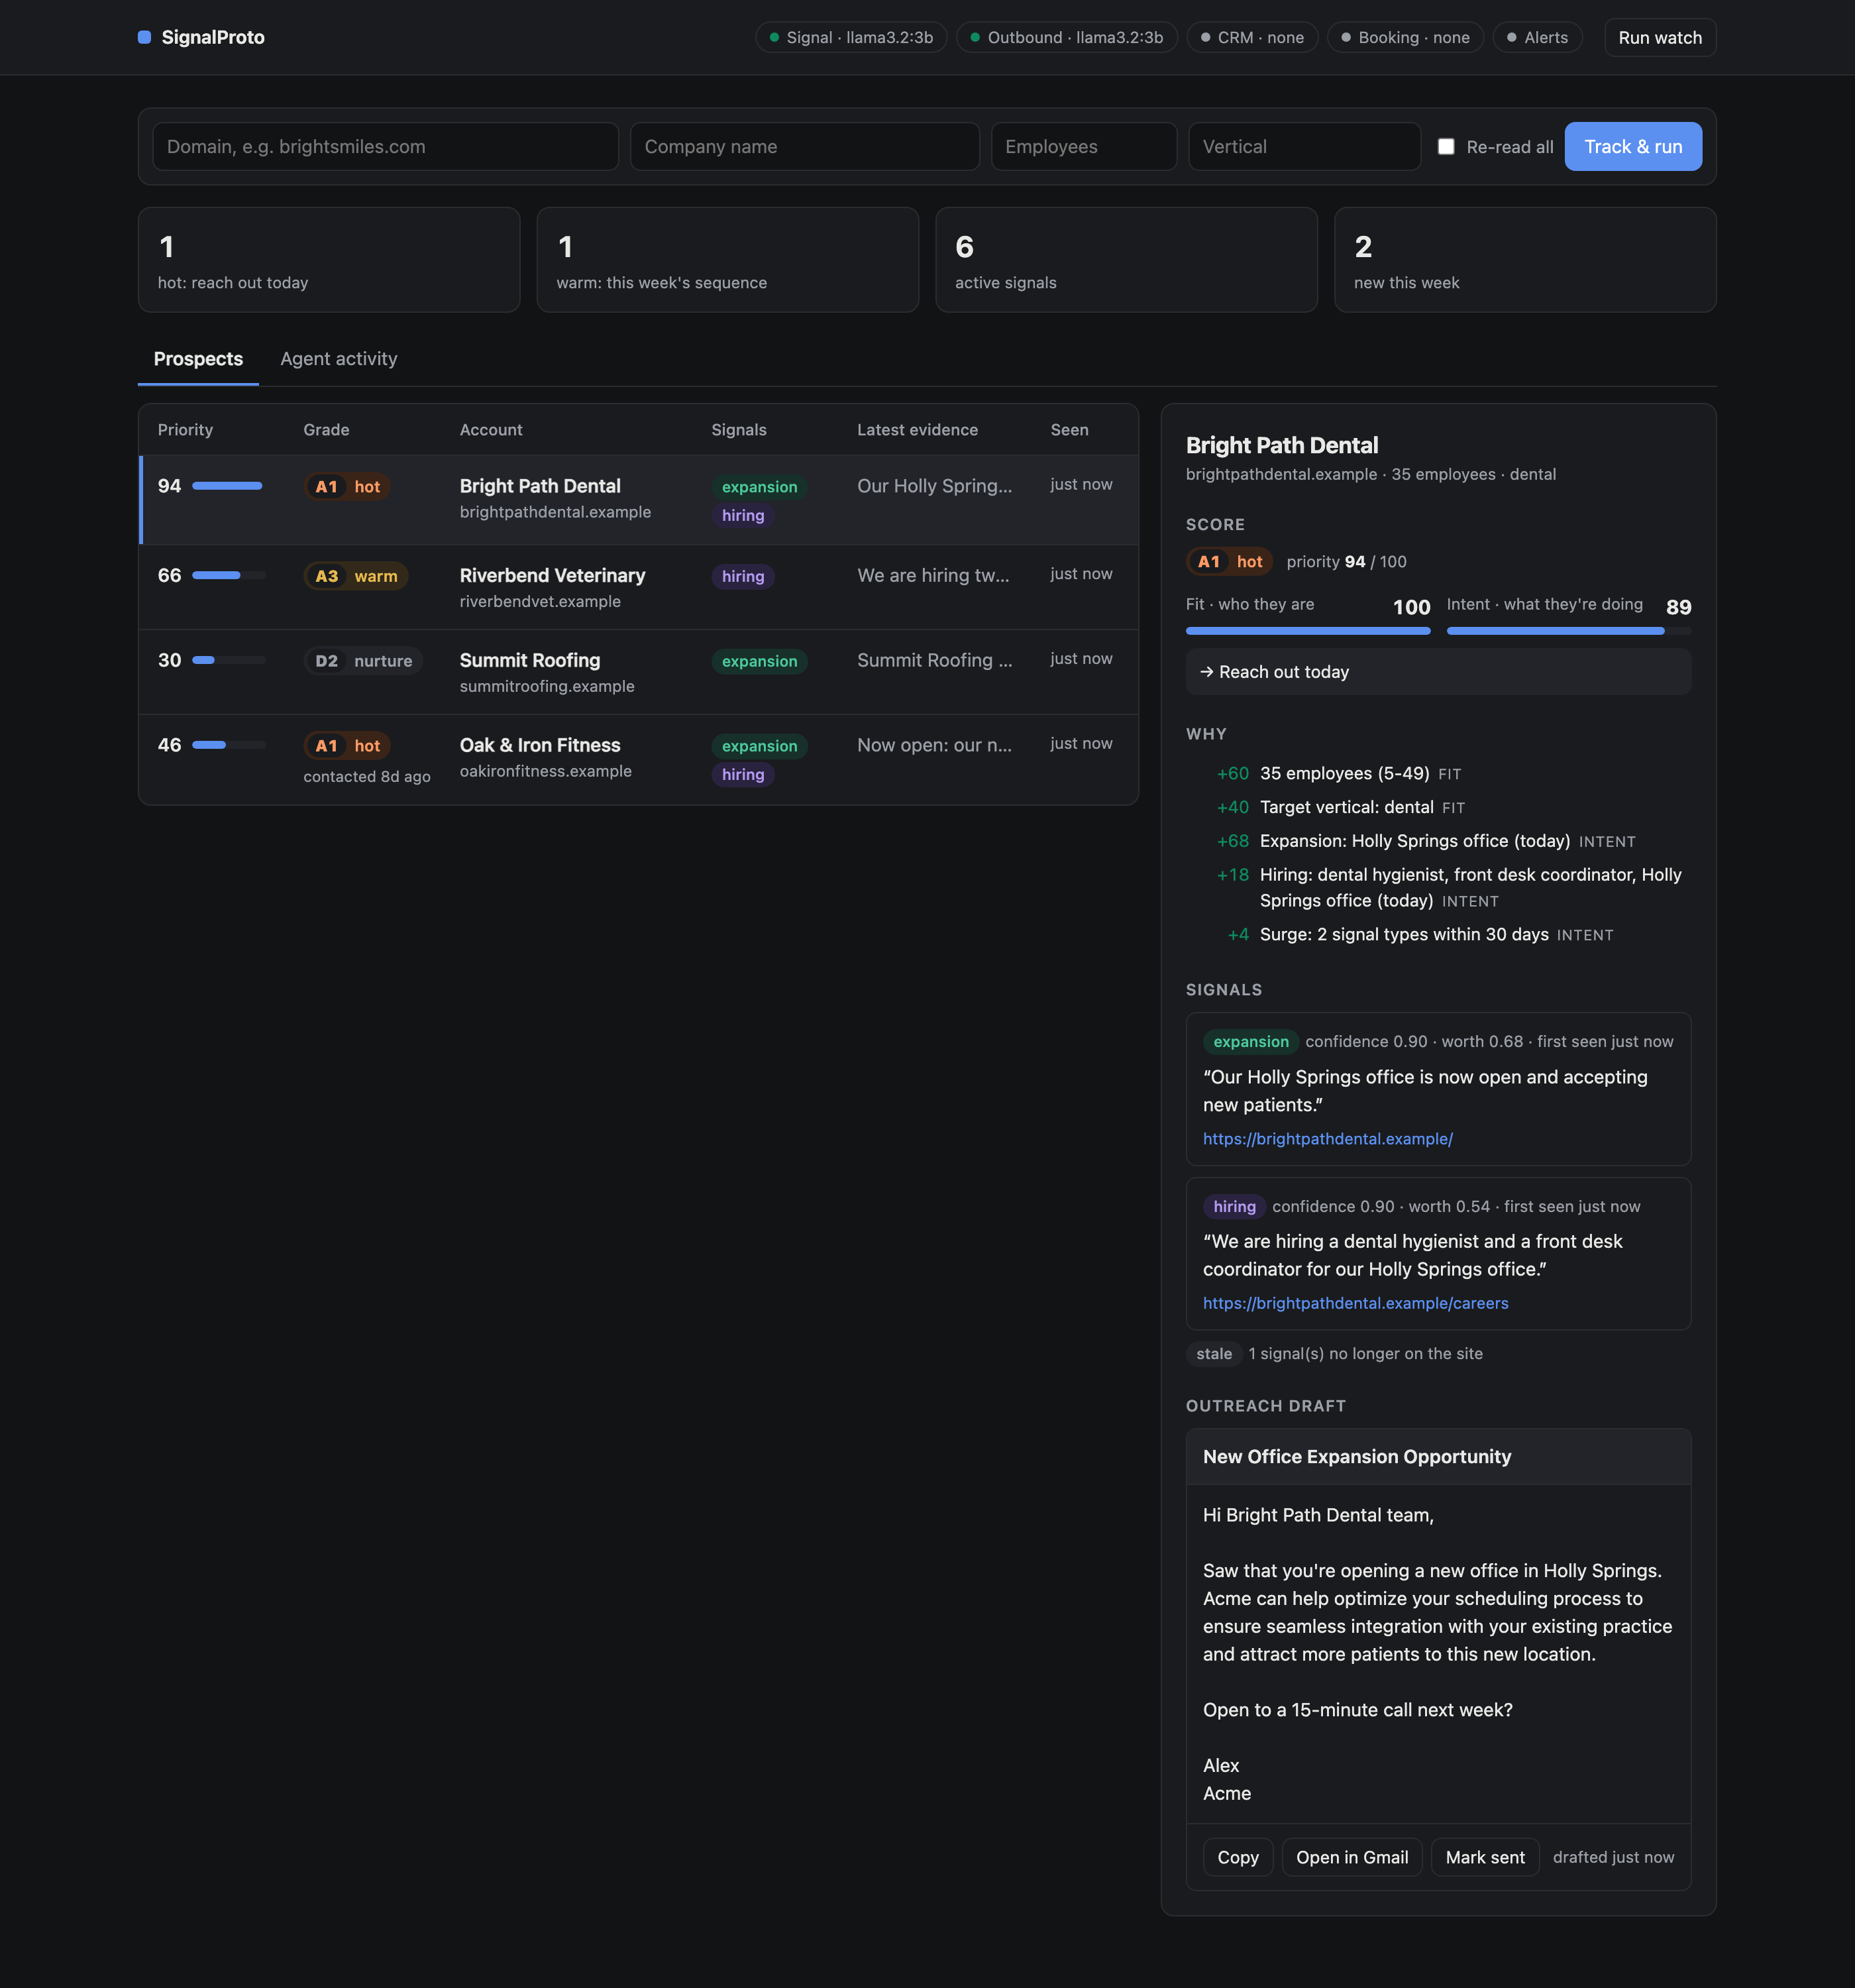 SignalProto
Signal · llama3.2:3b
Outbound · llama3.2:3b
CRM · none
Booking · none
Alerts
Run watch
Domain, e.g. brightsmiles.com
Company name
Employees
Vertical
Re-read all
Track & run
1
hot: reach out today
1
warm: this week's sequence
6
active signals
2
new this week
Prospects
Agent activity
Priority Grade Account Signals Latest evidence Seen
94 A1 hot Bright Path Dental expansion Our Holly Spring... just now
brightpathdental.example hiring
66 A3 warm Riverbend Veterinary hiring We are hiring tw... just now
riverbendvet.example
30 D2 nurture Summit Roofing expansion Summit Roofing ... just now
summitroofing.example
46 A1 hot Oak & Iron Fitness expansion Now open: our n... just now
contacted 8d ago oakironfitness.example hiring
Bright Path Dental
brightpathdental.example · 35 employees · dental
SCORE
A1 hot priority 94 / 100
Fit · who they are 100
Intent · what they're doing 89
→ Reach out today
WHY
+60 35 employees (5-49) FIT
+40 Target vertical: dental FIT
+68 Expansion: Holly Springs office (today) INTENT
+18 Hiring: dental hygienist, front desk coordinator, Holly
Springs office (today) INTENT
+4 Surge: 2 signal types within 30 days INTENT
SIGNALS
expansion confidence 0.90 · worth 0.68 · first seen just now
“Our Holly Springs office is now open and accepting
new patients.”
https://brightpathdental.example/
hiring confidence 0.90 · worth 0.54 · first seen just now
“We are hiring a dental hygienist and a front desk
coordinator for our Holly Springs office.”
https://brightpathdental.example/careers
stale 1 signal(s) no longer on the site
OUTREACH DRAFT
New Office Expansion Opportunity
Hi Bright Path Dental team,
Saw that you're opening a new office in Holly Springs.
Acme can help optimize your scheduling process to
ensure seamless integration with your existing practice
and attract more patients to this new location.
Open to a 15-minute call next week?
Alex
Acme
Copy
Open in Gmail
Mark sent
drafted just now